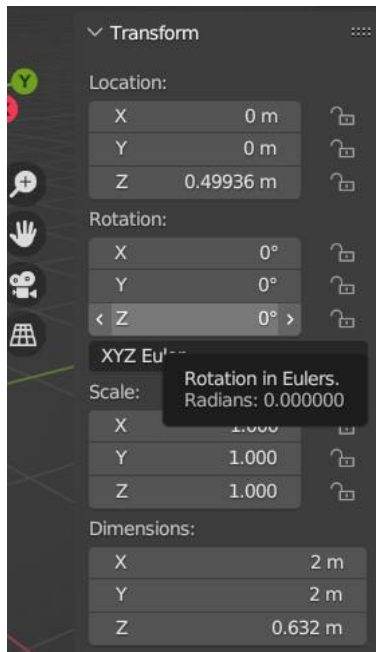 Transform
Y
Location:
X 0 m
Y 0 m
Z 0.49936 m
Rotation:
X 0°
Y 0°
Z 0°
XYZ
Rotation in Eulers.
Radians: 0.000000
Scale:
X
Y 1.000
Z 1.000
Dimensions:
X 2 m
Y 2 m
Z 0.632 m